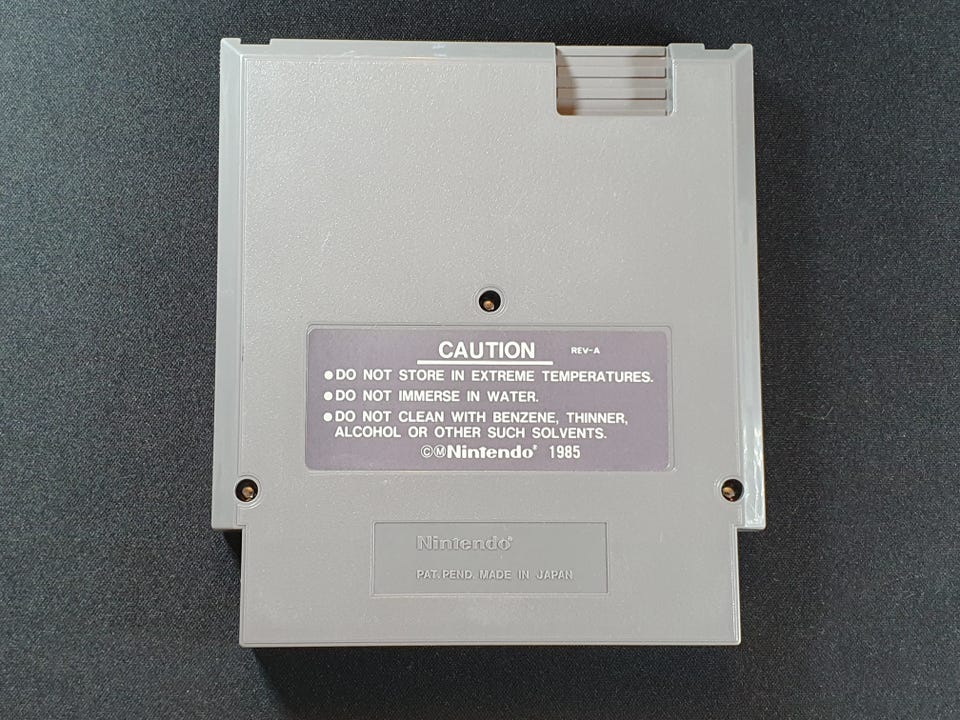 CAUTION REV-A
●DO NOT STORE IN EXTREME TEMPERATURES.
●DO NOT IMMERSE IN WATER.
●DO NOT CLEAN WITH BENZENE, THINNER,
ALCOHOL OR OTHER SUCH SOLVENTS.
©ⓂNintendo® 1985
Nintendo®
PAT. PEND. MADE IN JAPAN